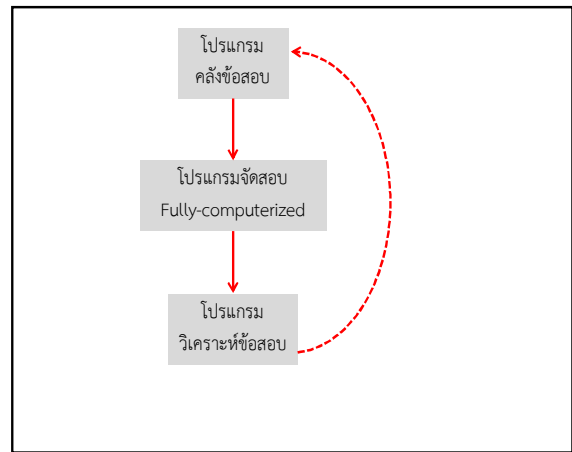 โปรแกรม
คลังข้อสอบ
โปรแกรมจัดสอบ
Fully-computerized
โปรแกรม
วิเคราะห์ข้อสอบ